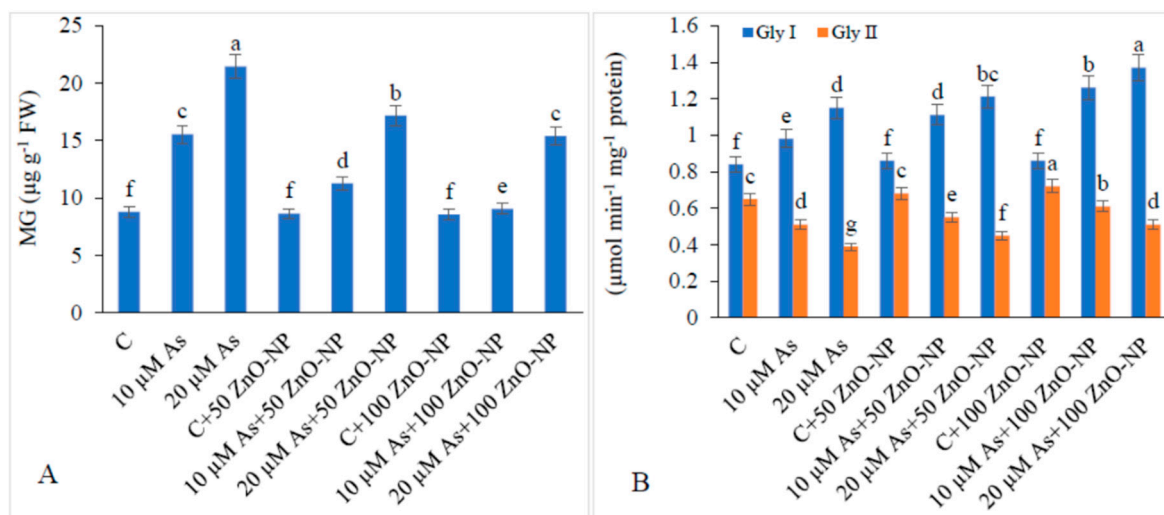 25
20
15
10
5
0
MG (µg g-1 FW)
f
c
a
f
d
b
f
e
c
C
10 µM As
20 µM As
C+50 ZnO-NP
10 µM As+50 ZnO-NP
20 µM As+50 ZnO-NP
C+100 ZnO-NP
10 µM As+100 ZnO-NP
20 µM As+100 ZnO-NP
A
Gly I Gly II
1.6
1.4
1.2
1
0.8
0.6
0.4
0.2
0
(µmol min-1 mg-1 protein)
f
c
e
d
d
g
f
c
d
e
bc
f
f
a
b
b
a
d
C
10 µM As
20 µM As
C+50 ZnO-NP
10 µM As+50 ZnO-NP
20 µM As+50 ZnO-NP
C+100 ZnO-NP
10 µM As+100 ZnO-NP
20 µM As+100 ZnO-NP
B